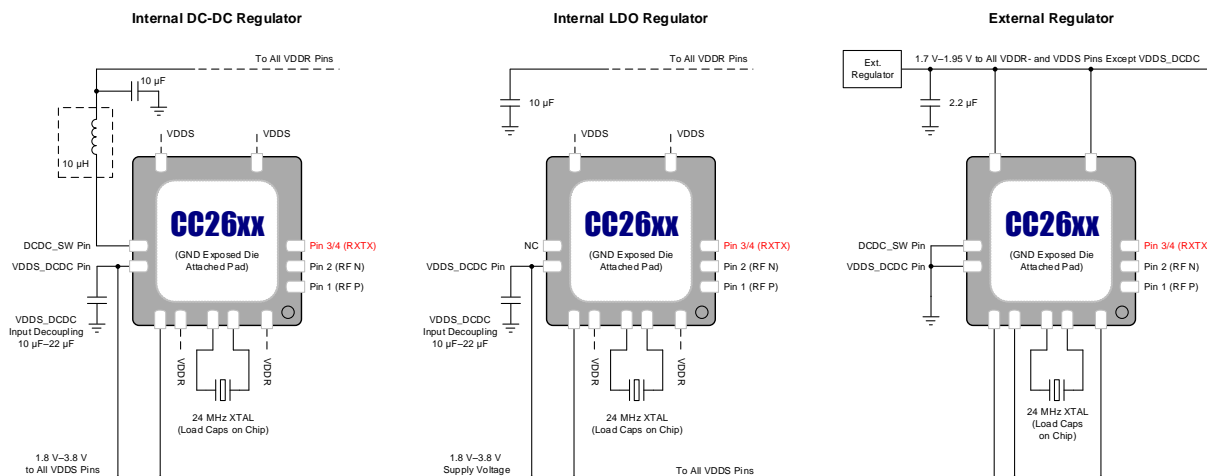 Internal DC-DC Regulator
To All VDDR Pins
10 µF
10 µH
VDDS
VDDS
CC26xx
(GND Exposed Die
Attached Pad)
DCDC_SW Pin
VDDS_DCDC Pin
Pin 3/4 (RXTX)
Pin 2 (RF N)
Pin 1 (RF P)
VDDS_DCDC
Input Decoupling
10 µF–22 µF
VDDR
VDDR
24 MHz XTAL
(Load Caps on Chip)
1.8 V–3.8 V
to All VDDS Pins
Internal LDO Regulator
To All VDDR Pins
10 µF
VDDS
VDDS
CC26xx
(GND Exposed Die
Attached Pad)
NC
VDDS_DCDC Pin
Pin 3/4 (RXTX)
Pin 2 (RF N)
Pin 1 (RF P)
VDDS_DCDC
Input Decoupling
10 µF–22 µF
VDDR
VDDR
24 MHz XTAL
(Load Caps on Chip)
1.8 V–3.8 V
Supply Voltage
To All VDDS Pins
External Regulator
Ext.
Regulator
1.7 V–1.95 V to All VDDR- and VDDS Pins Except VDDS_DCDC
2.2 µF
CC26xx
(GND Exposed Die
Attached Pad)
DCDC_SW Pin
VDDS_DCDC Pin
Pin 3/4 (RXTX
Pin 2 (RF N)
Pin 1 (RF P)
24 MHz XTAL
(Load Caps
on Chip)